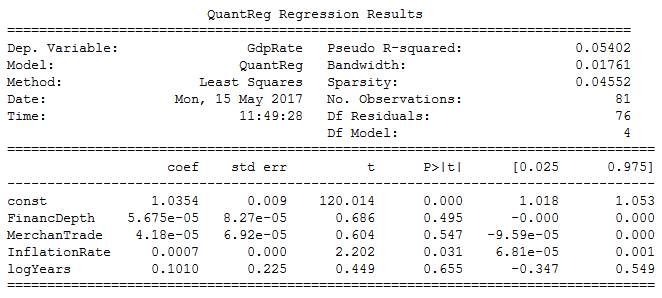 QuantReg Regression Results
==============================================================================
Dep. Variable:                GdpRate   Pseudo R-squared:              0.05402
Model:                       QuantReg   Bandwidth:                     0.01761
Method:                 Least Squares   Sparsity:                      0.04552
Date:                Mon, 15 May 2017   No. Observations:                   81
Time:                        11:49:28   Df Residuals:                       76
                                        Df Model:                            4
=================================================================================
                    coef    std err          t      P>|t|      [0.025      0.975]
---------------------------------------------------------------------------------
const             1.0354      0.009    120.014      0.000       1.018       1.053
FinancDepth    5.675e-05   8.27e-05      0.686      0.495      -0.000       0.000
MerchanTrade    4.18e-05   6.92e-05      0.604      0.547   -9.59e-05       0.000
InflationRate     0.0007      0.000      2.202      0.031    6.81e-05       0.001
logYears          0.1010      0.225      0.449      0.655      -0.347       0.549
=================================================================================